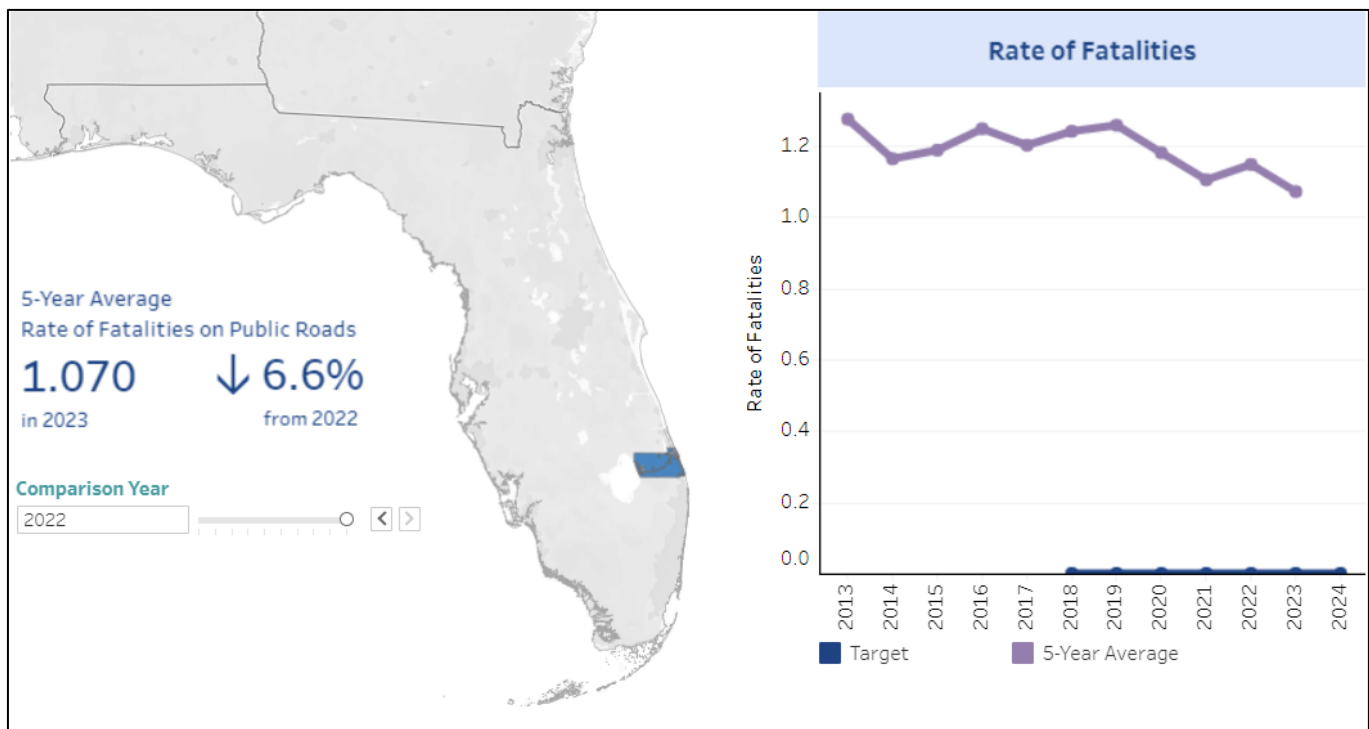 5-Year Average
Rate of Fatalities on Public Roads
1.070
↓ 6.6%
in 2023
from 2022
Comparison Year
2022
< >
Rate of Fatalities
Rate of Fatalities
1.2
1.0
0.8
0.6
0.4
0.2
0.0
2013
2014
2015
2016
2017
2018
2019
2020
2021
2022
2023
2024
Target
5-Year Average